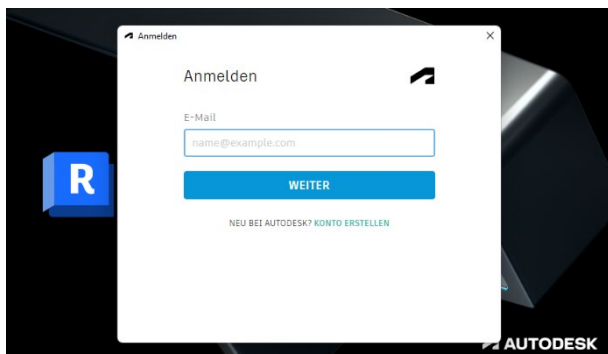 Anmelden
Anmelden
E-Mail
name@example.com
WEITER
NEU BEI AUTODESK? KONTO ERSTELLEN
R
AUTODESK